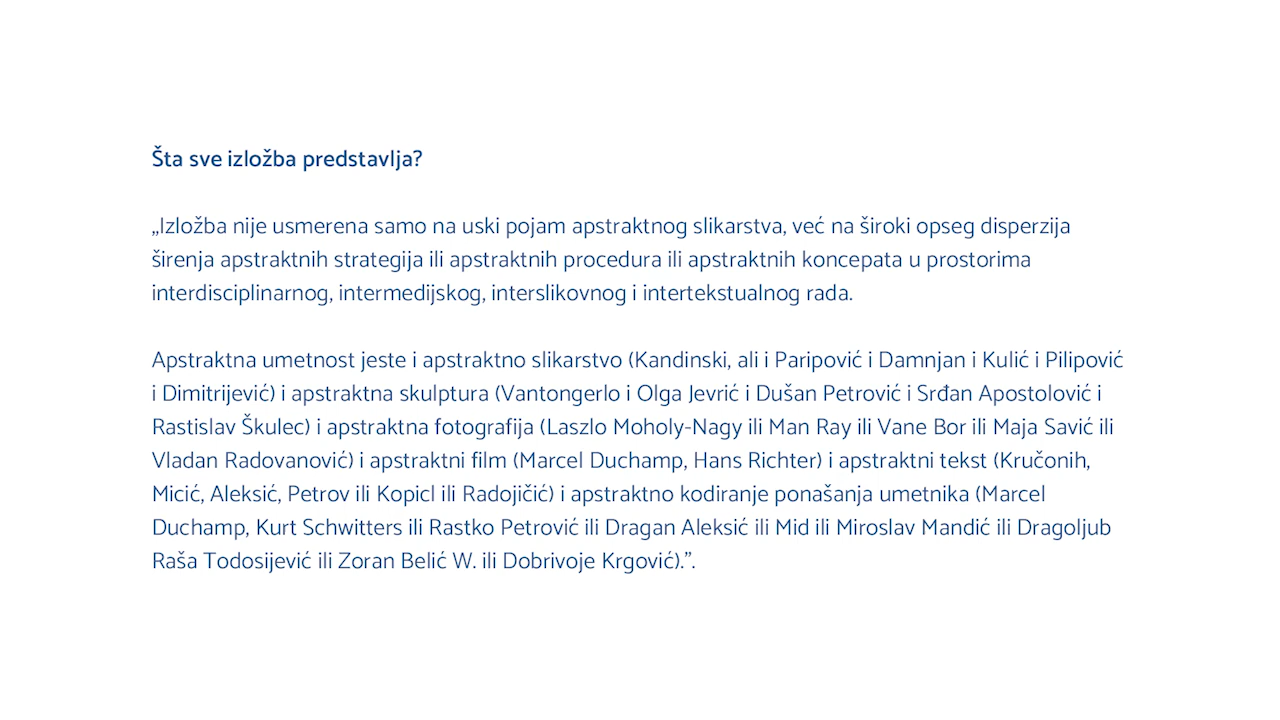 Šta sve izložba predstavlja?
„Izložba nije usmerena samo na uski pojam apstraktnog slikarstva, već na široki opseg disperzija
širenja apstraktnih strategija ili apstraktnih procedura ili apstraktnih koncepata u prostorima
interdisciplinarnog, intermedijskog, interslikovnog i intertekstualnog rada.
Apstraktna umetnost jeste i apstraktno slikarstvo (Kandinski, ali i Paripović i Damnjan i Kulić i Pilipović
i Dimitrijević) i apstraktna skulptura (Vantongerlo i Olga Jevrić i Dušan Petrović i Srđan Apostolović i
Rastislav Škulec) i apstraktna fotografija (Laszlo Moholy-Nagy ili Man Ray ili Vane Bor ili Maja Savić ili
Vladan Radovanović) i apstraktni film (Marcel Duchamp, Hans Richter) i apstraktni tekst (Kručonih,
Micić, Aleksić, Petrov ili Kopicl ili Radojičić) i apstraktno kodiranje ponašanja umetnika (Marcel
Duchamp, Kurt Schwitters ili Rastko Petrović ili Dragan Aleksić ili Mid ili Miroslav Mandić ili Dragoljub
Raša Todosijević ili Zoran Belić W. ili Dobrivoje Krgović).”.